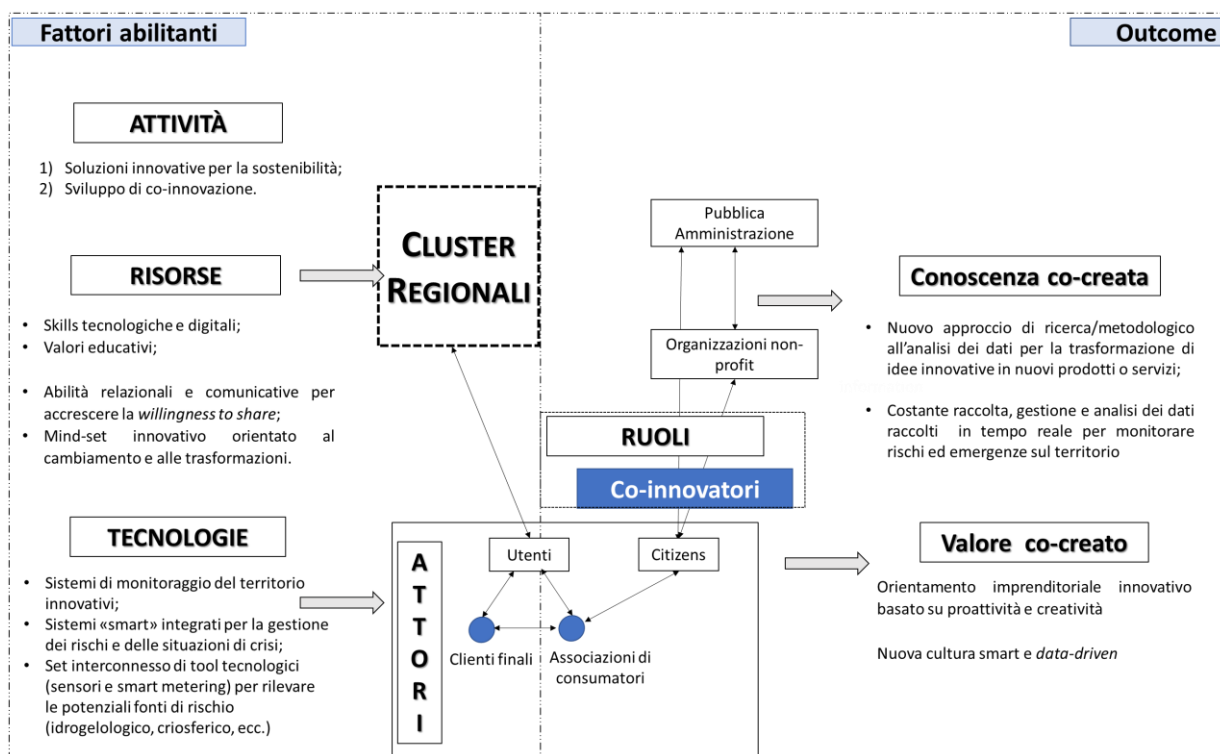 Fattori abilitanti
Outcome
ATTIVITÀ
1) Soluzioni innovative per la sostenibilità;
2) Sviluppo di co-innovazione.
CLUSTER
REGIONALI
RISORSE
• Skills tecnologiche e digitali;
• Valori educativi;
• Abilità relazionali e comunicative per
accrescere la willingness to share;
• Mind-set innovativo orientato al
cambiamento e alle trasformazioni.
TECNOLOGIE
• Sistemi di monitoraggio del territorio
innovativi;
• Sistemi «smart» integrati per la gestione
dei rischi e delle situazioni di crisi;
• Set interconnesso di tool tecnologici
(sensori e smart metering) per rilevare
le potenziali fonti di rischio
(idrogelologico, criosferico, ecc.)
Pubblica
Amministrazione
Organizzazioni non-
profit
RUOLI
Co-innovatori
A
T
T
O
R
I
Utenti
Citizens
Clienti finali
Associazioni di
consumatori
Conoscenza co-creata
• Nuovo approccio di ricerca/metodologico
all’analisi dei dati per la trasformazione di
idee innovative in nuovi prodotti o servizi;
• Costante raccolta, gestione e analisi dei dati
raccolti in tempo reale per monitorare
rischi ed emergenze sul territorio
Valore co-creato
Orientamento imprenditoriale innovativo
basato su proattività e creatività
Nuova cultura smart e data-driven